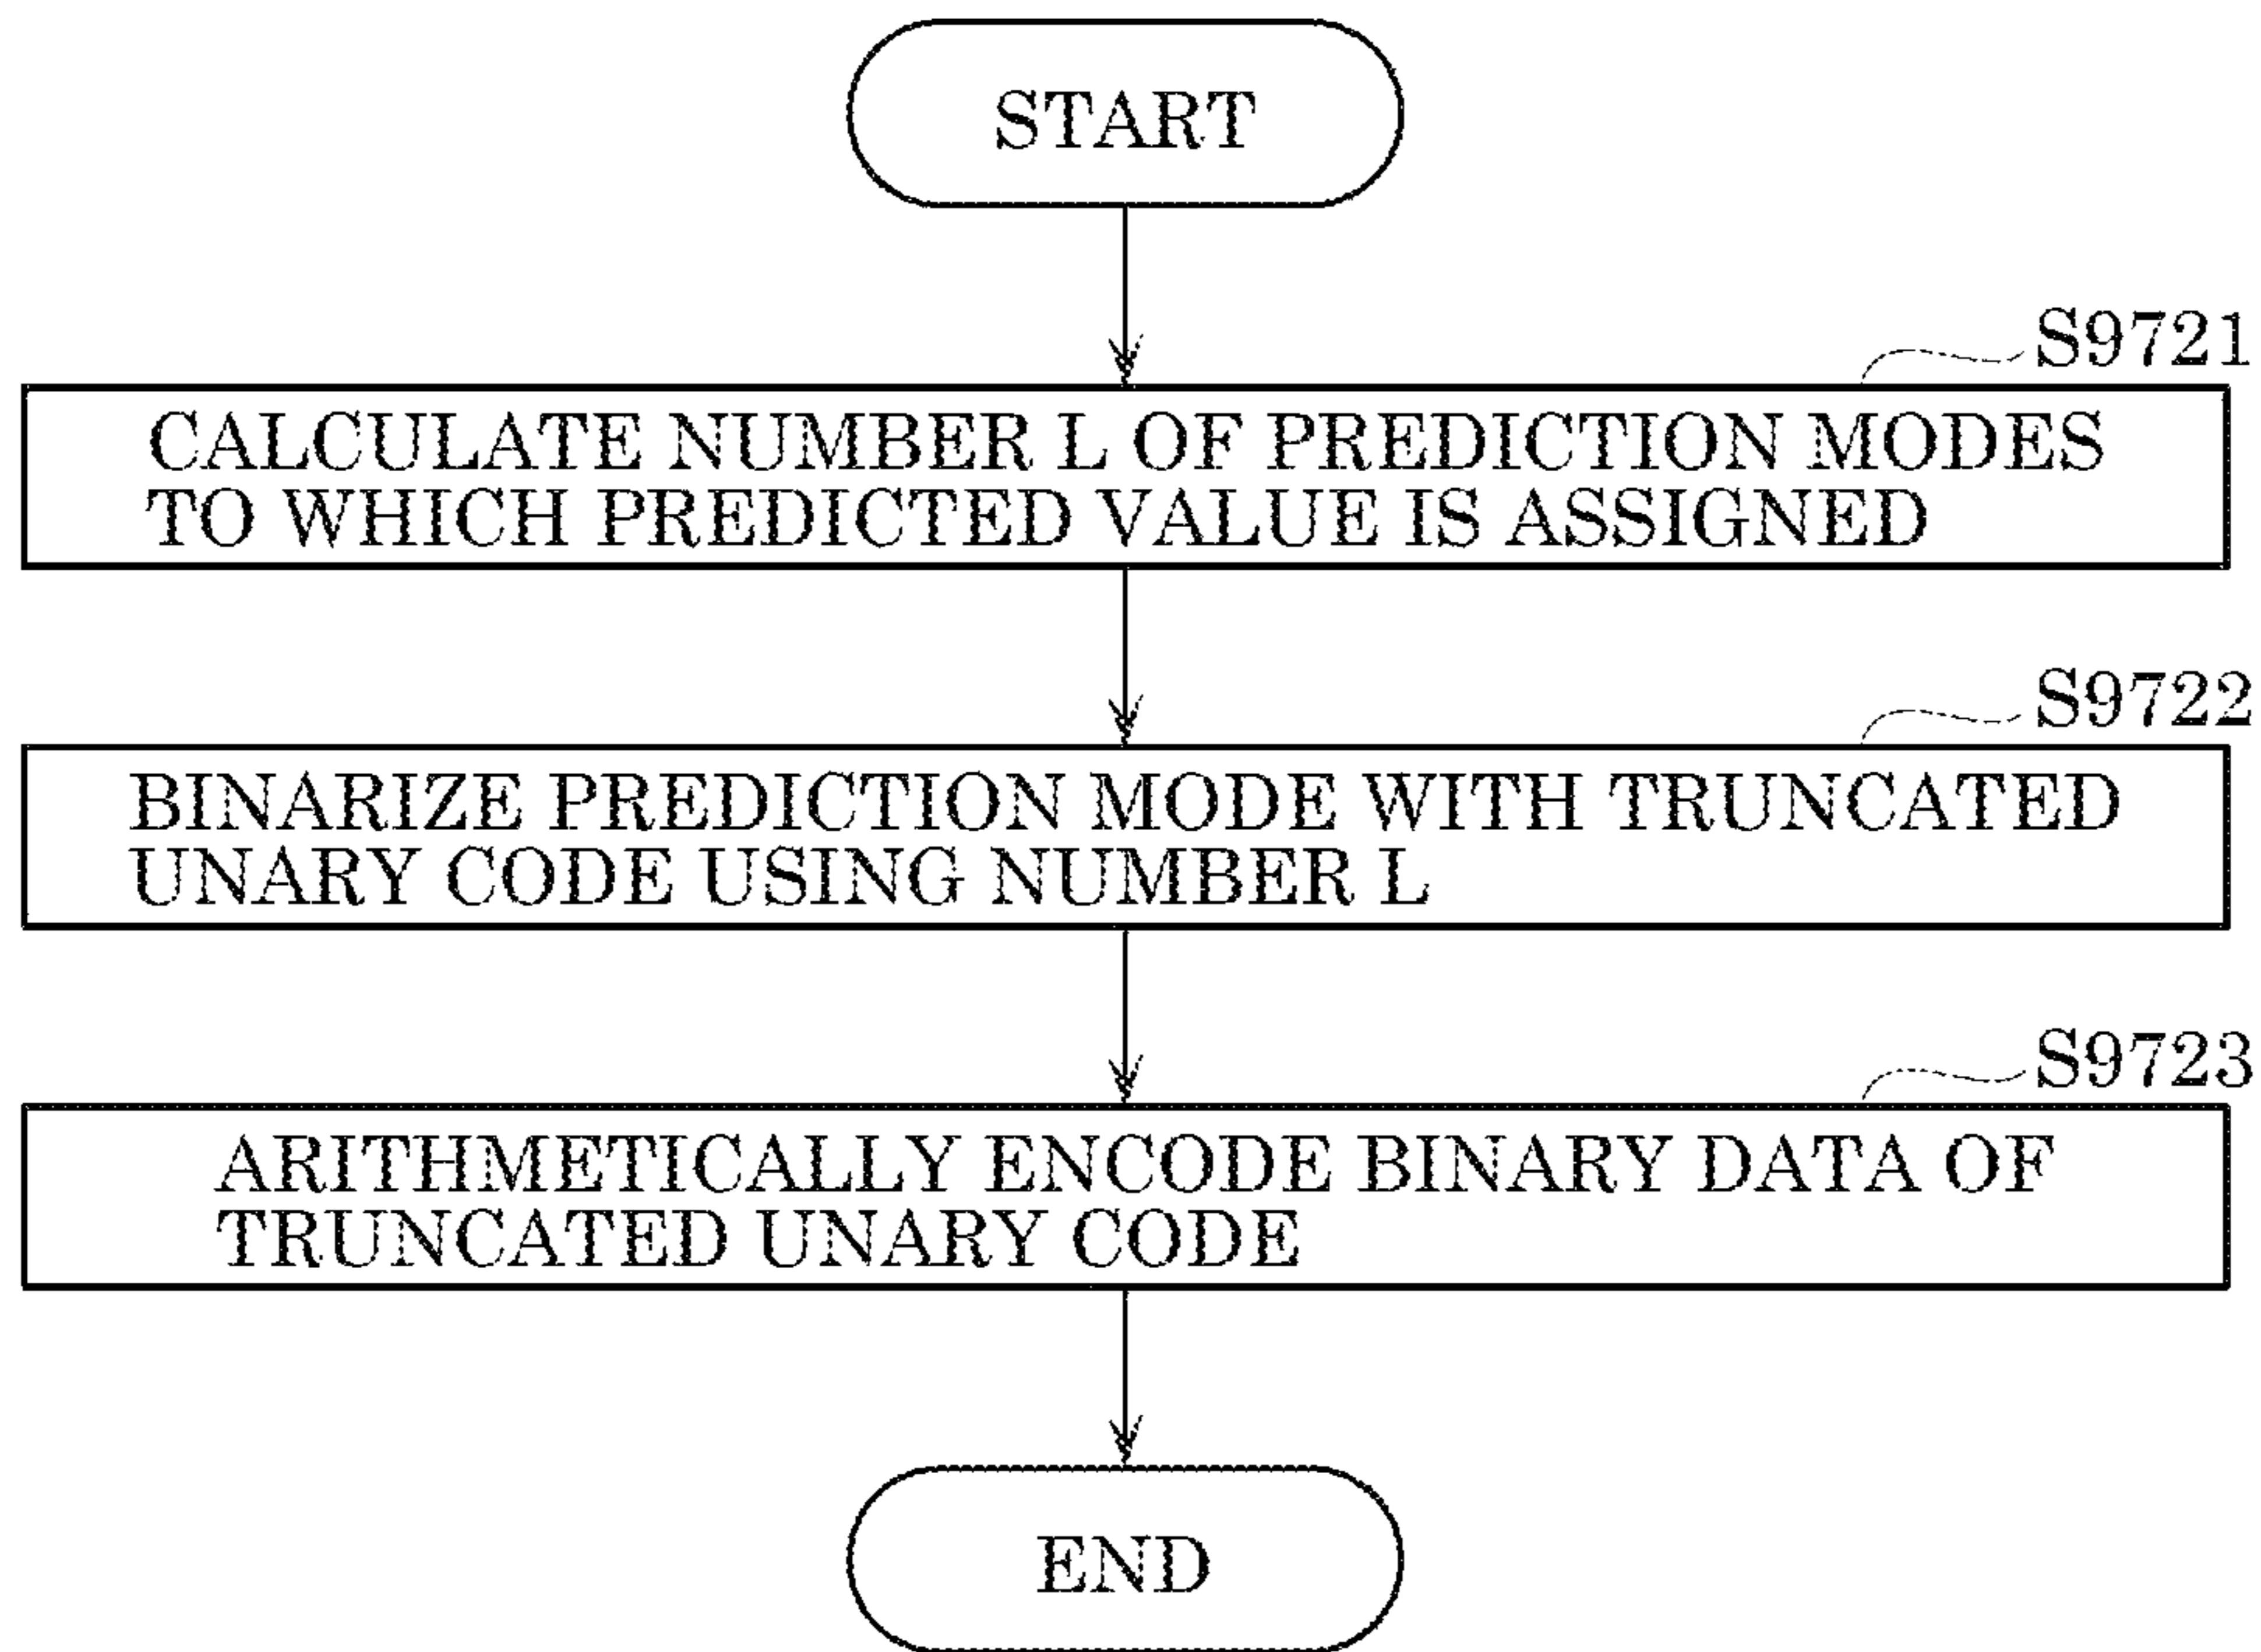 START
S9721
CALCULATE NUMBER L OF PREDICTION MODES
TO WHICH PREDICTED VALUE IS ASSIGNED
S9722
BINARIZE PREDICTION MODE WITH TRUNCATED
UNARY CODE USING NUMBER L
S9723
ARITHMETICALLY ENCODE BINARY DATA OF
TRUNCATED UNARY CODE
END